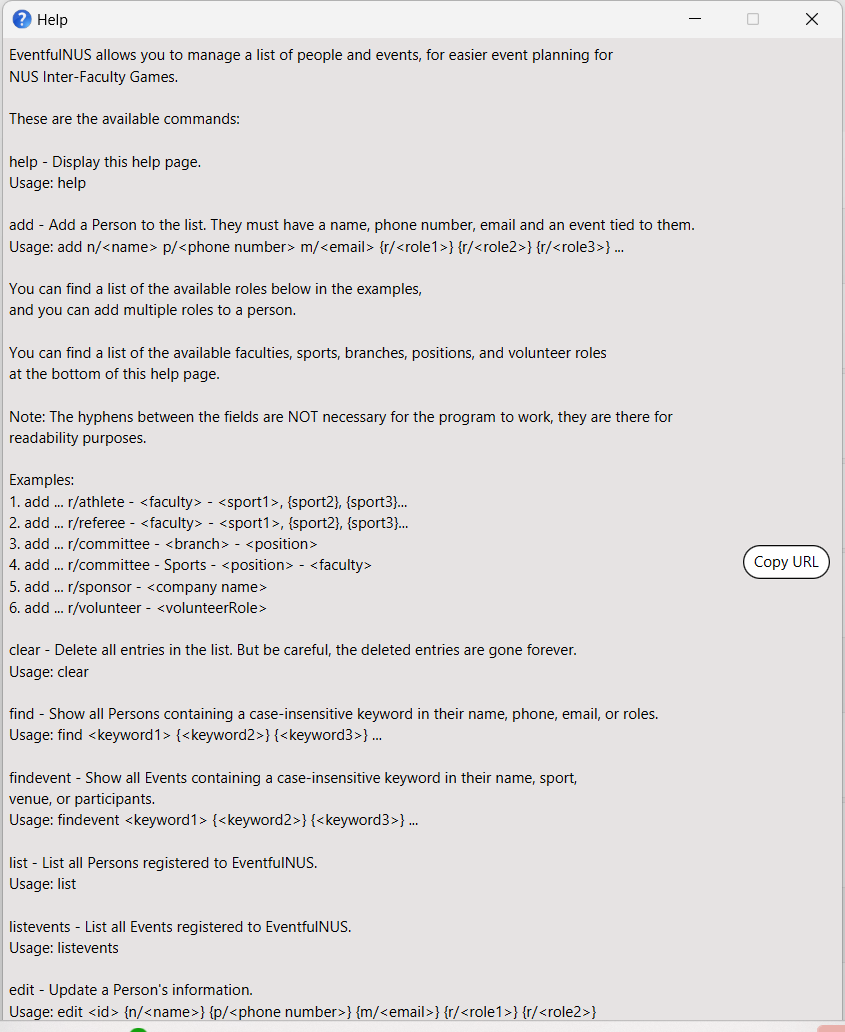 Help
EventfulNUS allows you to manage a list of people and events, for easier event planning for
NUS Inter-Faculty Games.
These are the available commands:
help - Display this help page.
Usage: help
add - Add a Person to the list. They must have a name, phone number, email and an event tied to them.
Usage: add n/<name> p/<phone number> m/<email> {r/<role1>} {r/<role2>} {r/<role3>} ...
You can find a list of the available roles below in the examples,
and you can add multiple roles to a person.
You can find a list of the available faculties, sports, branches, positions, and volunteer roles
at the bottom of this help page.
Note: The hyphens between the fields are NOT necessary for the program to work, they are there for
readability purposes.
Examples:
1. add ... r/athlete - <faculty> - <sport1>, {sport2}, {sport3}...
2. add ... r/referee - <faculty> - <sport1>, {sport2}, {sport3}...
3. add ... r/committee - <branch> - <position>
4. add ... r/committee - Sports - <position> - <faculty>
Copy URL
5. add ... r/sponsor - <company name>
6. add ... r/volunteer - <volunteerRole>
clear - Delete all entries in the list. But be careful, the deleted entries are gone forever.
Usage: clear
find - Show all Persons containing a case-insensitive keyword in their name, phone, email, or roles.
Usage: find <keyword1> {<keyword2>} {<keyword3>} ...
findevent - Show all Events containing a case-insensitive keyword in their name, sport,
venue, or participants.
Usage: findevent <keyword1> {<keyword2>} {<keyword3>} ...
list - List all Persons registered to EventfulNUS.
Usage: list
listevents - List all Events registered to EventfulNUS.
Usage: listevents
edit - Update a Person's information.
Usage: edit <id> {n/<name>} {p/<phone number>} {m/<email>} {r/<role1>} {r/<role2>}